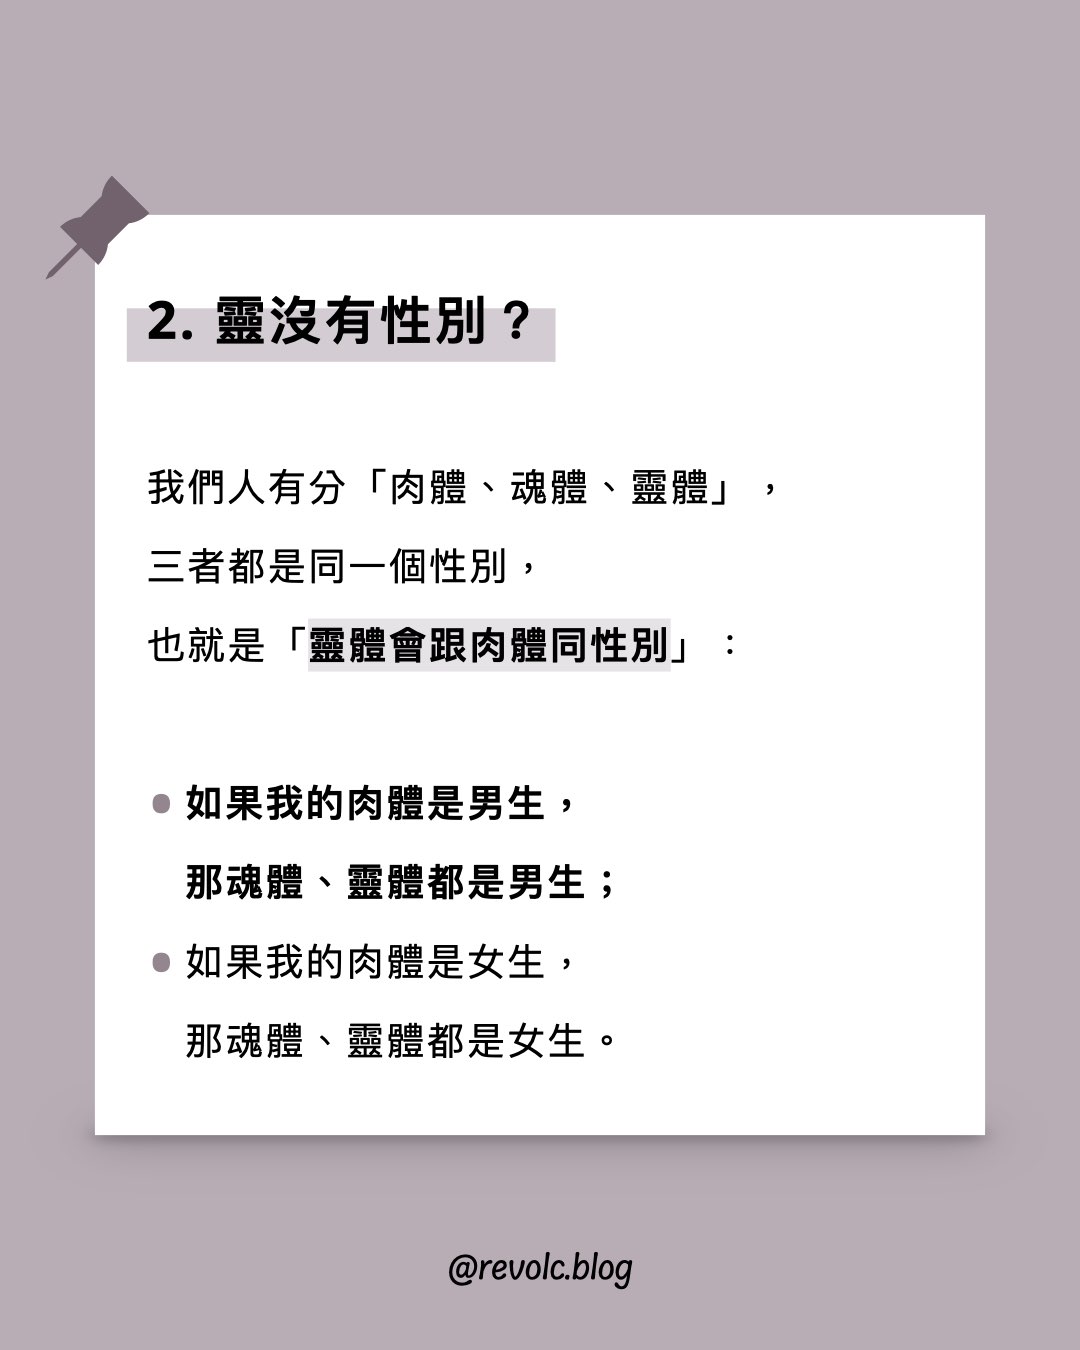 2. 靈沒有性別？
我們人有分「肉體、魂體、靈體」，
三者都是同一個性別，
也就是「靈體會跟肉體同性別」：
如果我的肉體是男生，
那魂體、靈體都是男生；
如果我的肉體是女生，
那魂體、靈體都是女生。
@revolc.blog